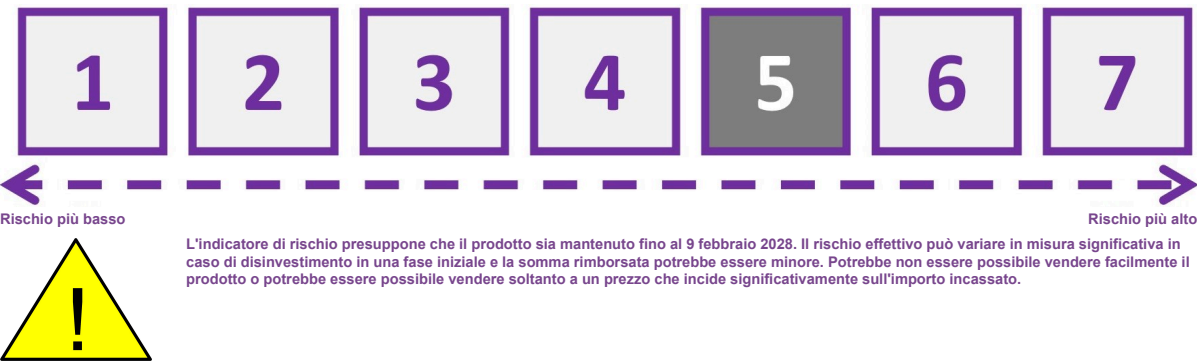 1 2 3 4 5 6 7
Rischio più basso Rischio più alto
L'indicatore di rischio presuppone che il prodotto sia mantenuto fino al 9 febbraio 2028. Il rischio effettivo può variare in misura significativa in
caso di disinvestimento in una fase iniziale e la somma rimborsata potrebbe essere minore. Potrebbe non essere possibile vendere facilmente il
prodotto o potrebbe essere possibile vendere soltanto a un prezzo che incide significativamente sull'importo incassato.
!